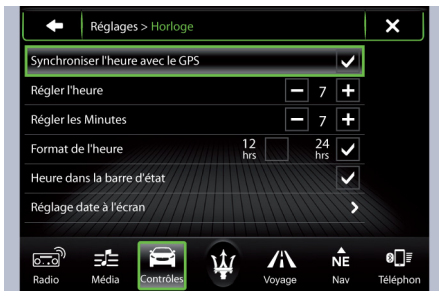 Réglages > Horloge
Synchroniser l'heure avec le GPS
Régler l'heure
7
Régler les Minutes
7
Format de l'heure
12 hrs
24 hrs
Heure dans la barre d'état
Réglage date à l'écran
Radio
Média
Contrôles
Voyage
NE
Nav
Téléphon